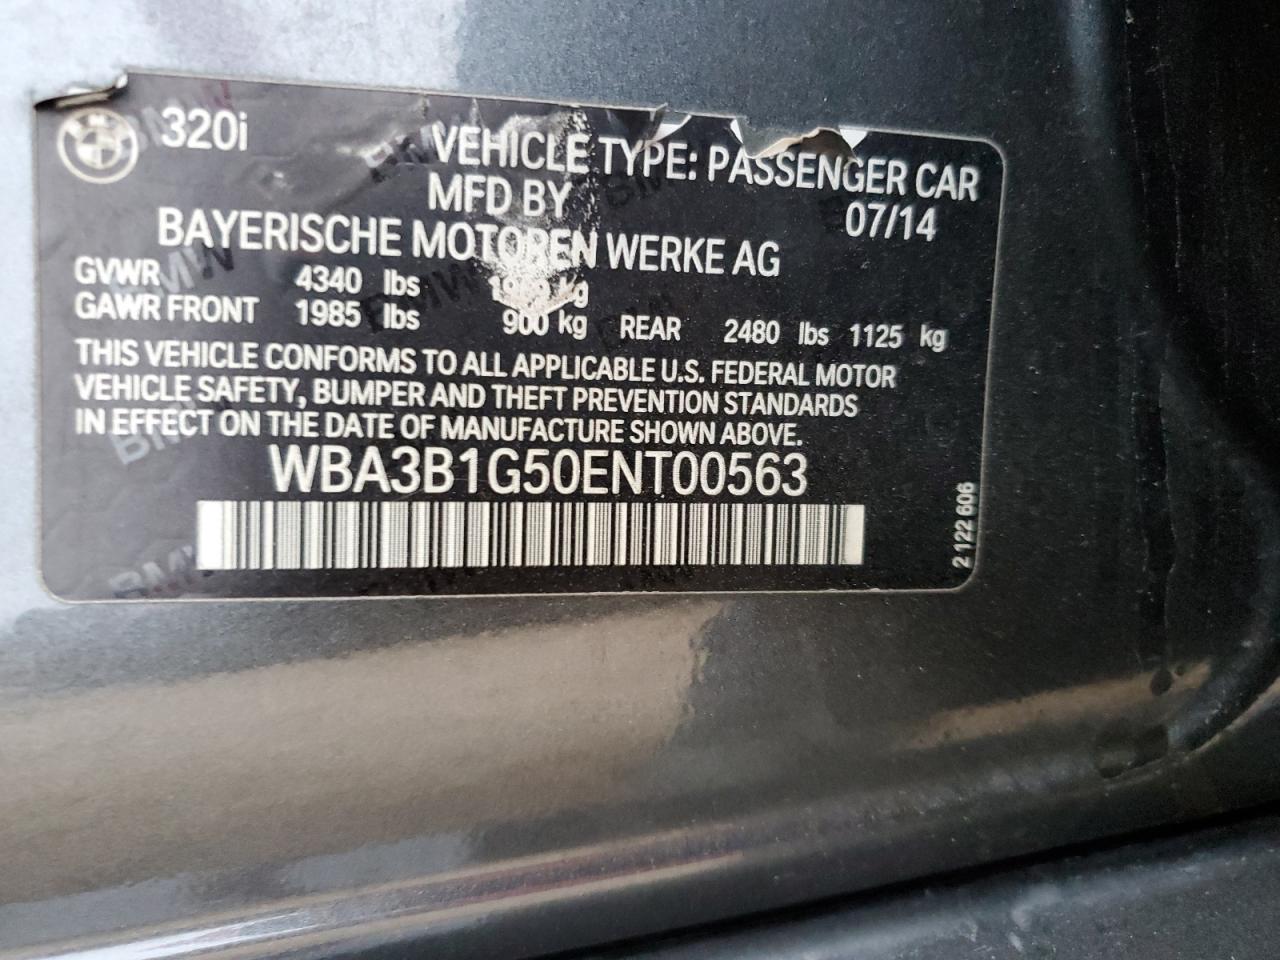 320i
VEHICLE TYPE: PASSENGER CAR
MFD BY 07/14
BAYERISCHE MOTOREN WERKE AG
GVWR 4340 lbs kg
GAWR FRONT 1985 lbs 900 kg REAR 2480 lbs 1125 kg
THIS VEHICLE CONFORMS TO ALL APPLICABLE U.S. FEDERAL MOTOR
VEHICLE SAFETY, BUMPER AND THEFT PREVENTION STANDARDS
IN EFFECT ON THE DATE OF MANUFACTURE SHOWN ABOVE.
WBA3B1G50ENT00563
2 122 606